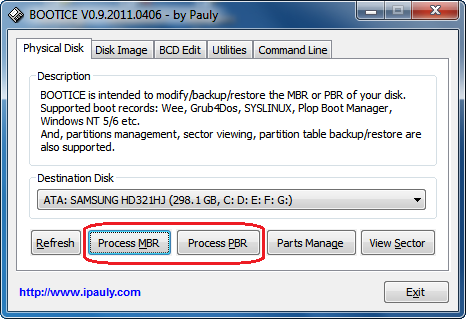 BOOTICE V0.9.2011.0406 - by Pauly
Physical Disk Disk Image BCD Edit Utilities Command Line
Description
BOOTICE is intended to modify/backup/restore the MBR or PBR of your disk.
Supported boot records: Wee, Grub4Dos, SYSLINUX, Plop Boot Manager,
Windows NT 5/6 etc.
And, partitions management, sector viewing, partition table backup/restore are
also supported.
Destination Disk
ATA: SAMSUNG HD321HJ (298.1 GB, C: D: E: F: G:)
Refresh Process MBR Process PBR Parts Manage View Sector
http://www.ipauly.com Exit